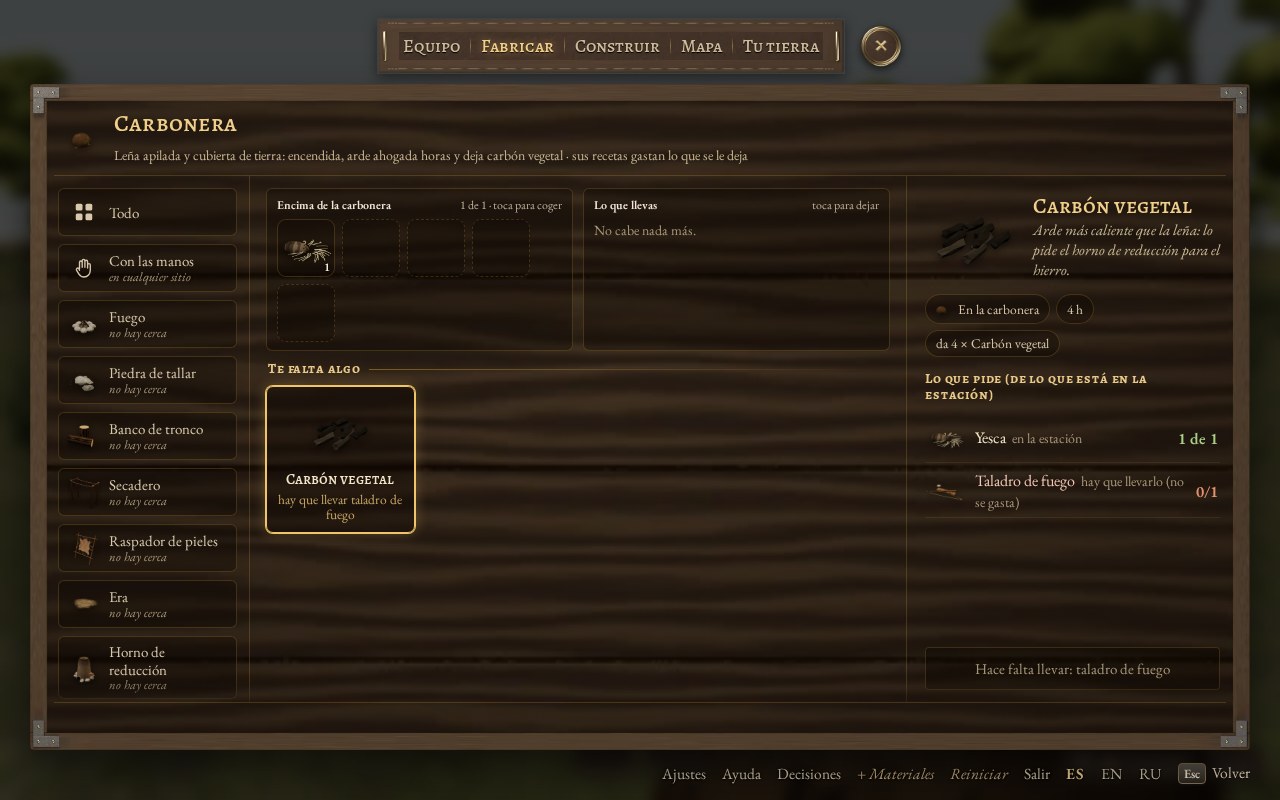 Equipo
Fabricar
Construir
Mapa
Tu tierra
Carbonera
Leña apilada y cubierta de tierra: encendida, arde ahogada horas y deja carbón vegetal · sus recetas gastan lo que se le deja
Todo
Con las manos
en cualquier sitio
Fuego
no hay cerca
Piedra de tallar
no hay cerca
Banco de tronco
no hay cerca
Secadero
no hay cerca
Raspador de pieles
no hay cerca
Era
no hay cerca
Horno de
reducción
no hay cerca
Encima de la carbonera
1 de 1 · toca para coger
1
Lo que llevas
toca para dejar
No cabe nada más.
Te falta algo
Carbón vegetal
hay que llevar taladro de
fuego
Carbón vegetal
Arde más caliente que la leña: lo
pide el horno de reducción para el
hierro.
En la carbonera
4 h
da 4 × Carbón vegetal
Lo que pide (de lo que está en la
estación)
Yesca en la estación 1 de 1
Taladro de fuego hay que llevarlo (no
se gasta) 0/1
Hace falta llevar: taladro de fuego
Ajustes
Ayuda
Decisiones
+ Materiales
Reiniciar
Salir
ES
EN
RU
Esc Volver